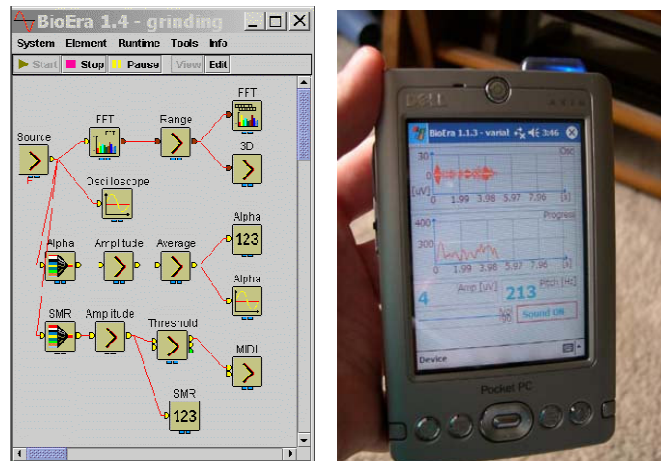 BioEra 1.4 - grinding
System Element Runtime Tools Info
Start Stop Pause View Edit
FFT
FFT
Range
Source
3D
F
Oscilloscope
Alpha
Alpha
Amplitude
Average
123
Alpha
SMR
Amplitude
Threshold
MIDI
SMR
123
DELL
AXIM
BioEra 1.1.3 - varial 3:46
Osc
30
0
[uV]
0 1.99 3.98 5.97 7.96 [s]
Progress
400
300
0 1.99 3.98 5.97 7.96 [s]
Amp [uV]
Pitch [Hz]
4
213
Sound ON
Device
Pocket PC